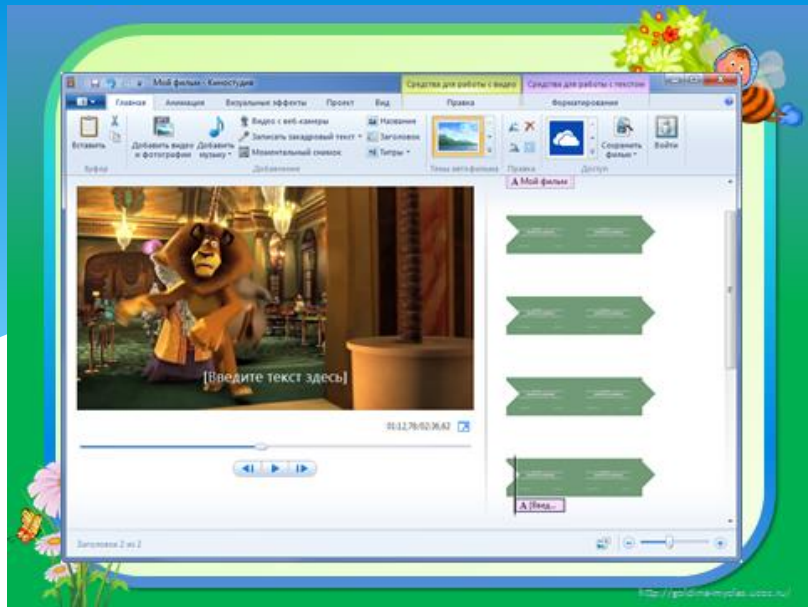 Мой фильм - Киностудия
Средства для работы с видео
Средства для работы с текстом
Главная
Анимация
Визуальные эффекты
Проект
Вид
Правка
Форматирование
Вставить
Добавить видео и фотографии
Добавить музыку
Видео с веб-камеры
Записать закадровый текст
Моментальный снимок
Название
Заголовок
Титры
Сохранить фильм
Войти
Буфер
Добавление
Темы автофильма
Правка
Доступ
A Мой фильм
[Введите текст здесь]
01:12,76/02:36,62
A [Введ...
Заголовок 2 из 2